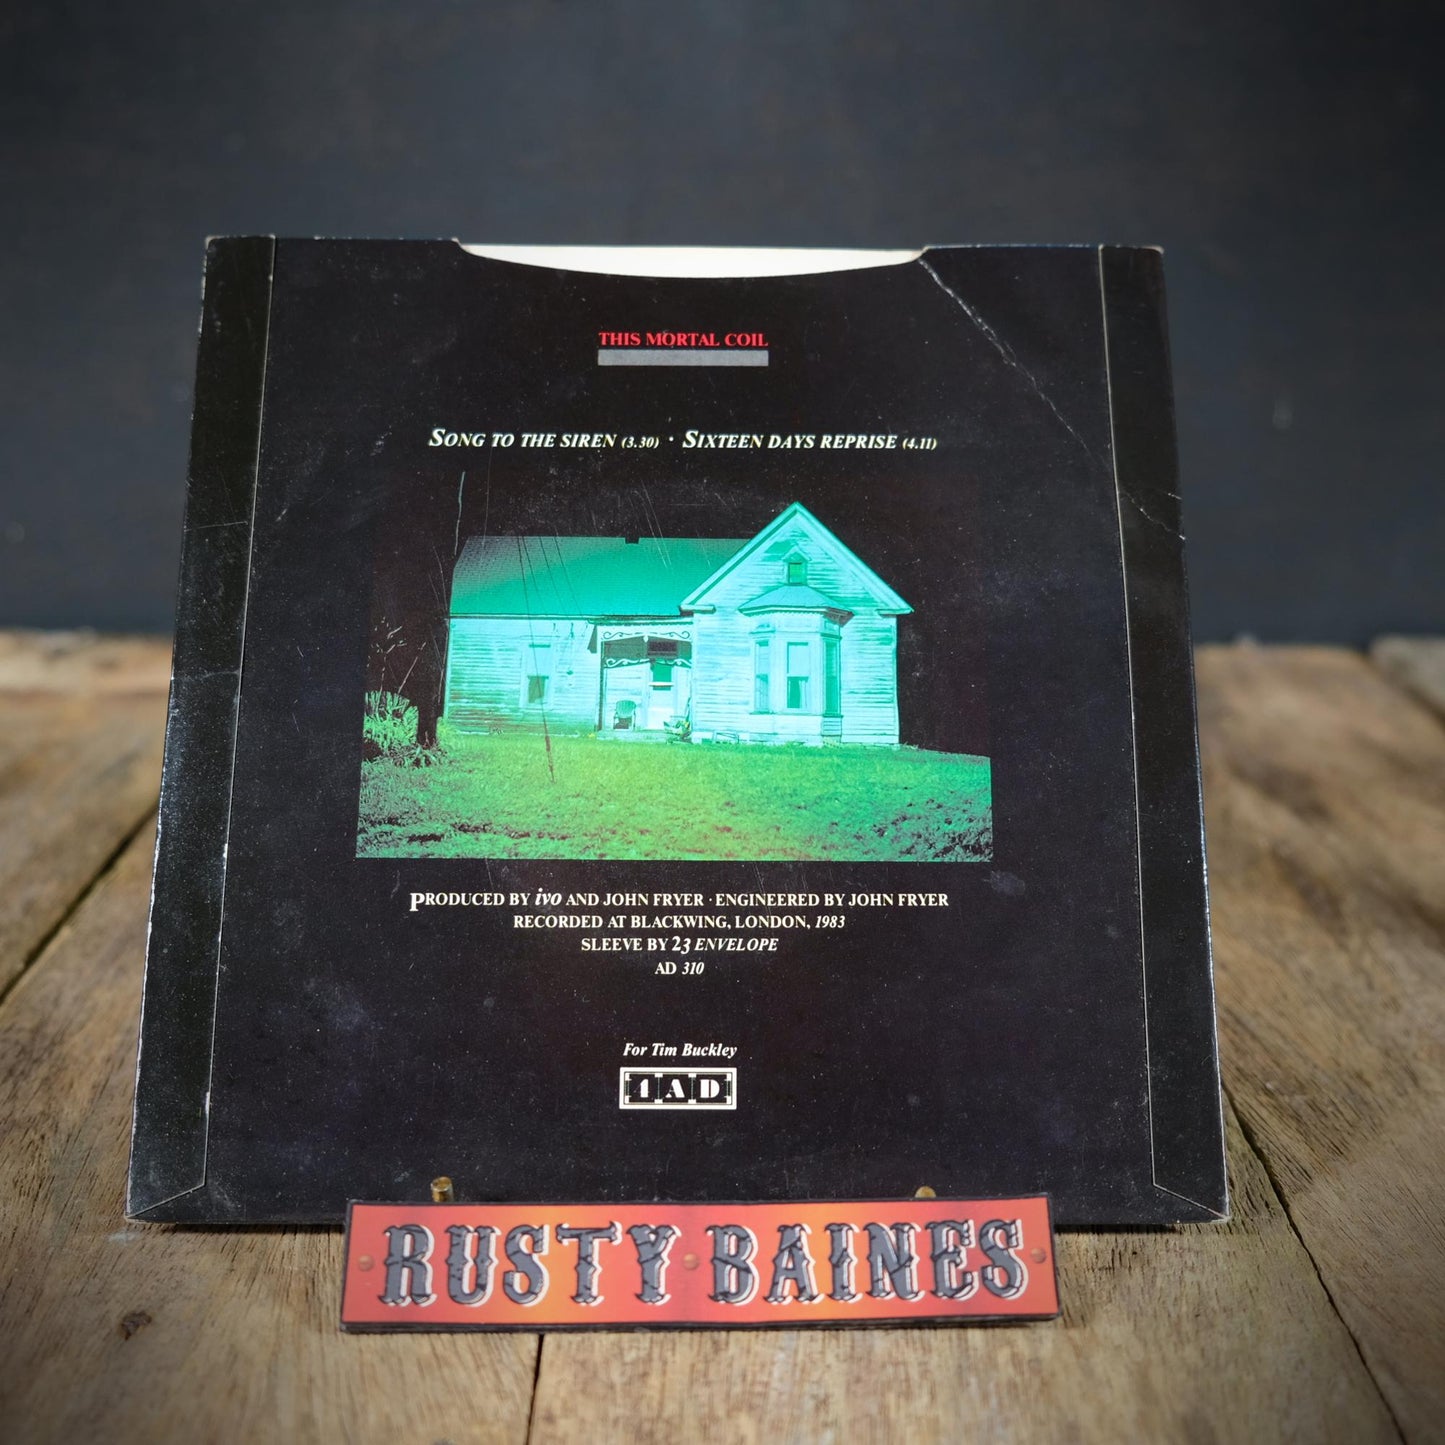 THIS MORTAL COIL
SONG TO THE SIREN (3.30) · SIXTEEN DAYS REPRISE (4.11)
PRODUCED BY ivo AND JOHN FRYER · ENGINEERED BY JOHN FRYER
RECORDED AT BLACKWING, LONDON, 1983
SLEEVE BY 23 ENVELOPE
AD 310
For Tim Buckley
4AD
RUSTY BAINES